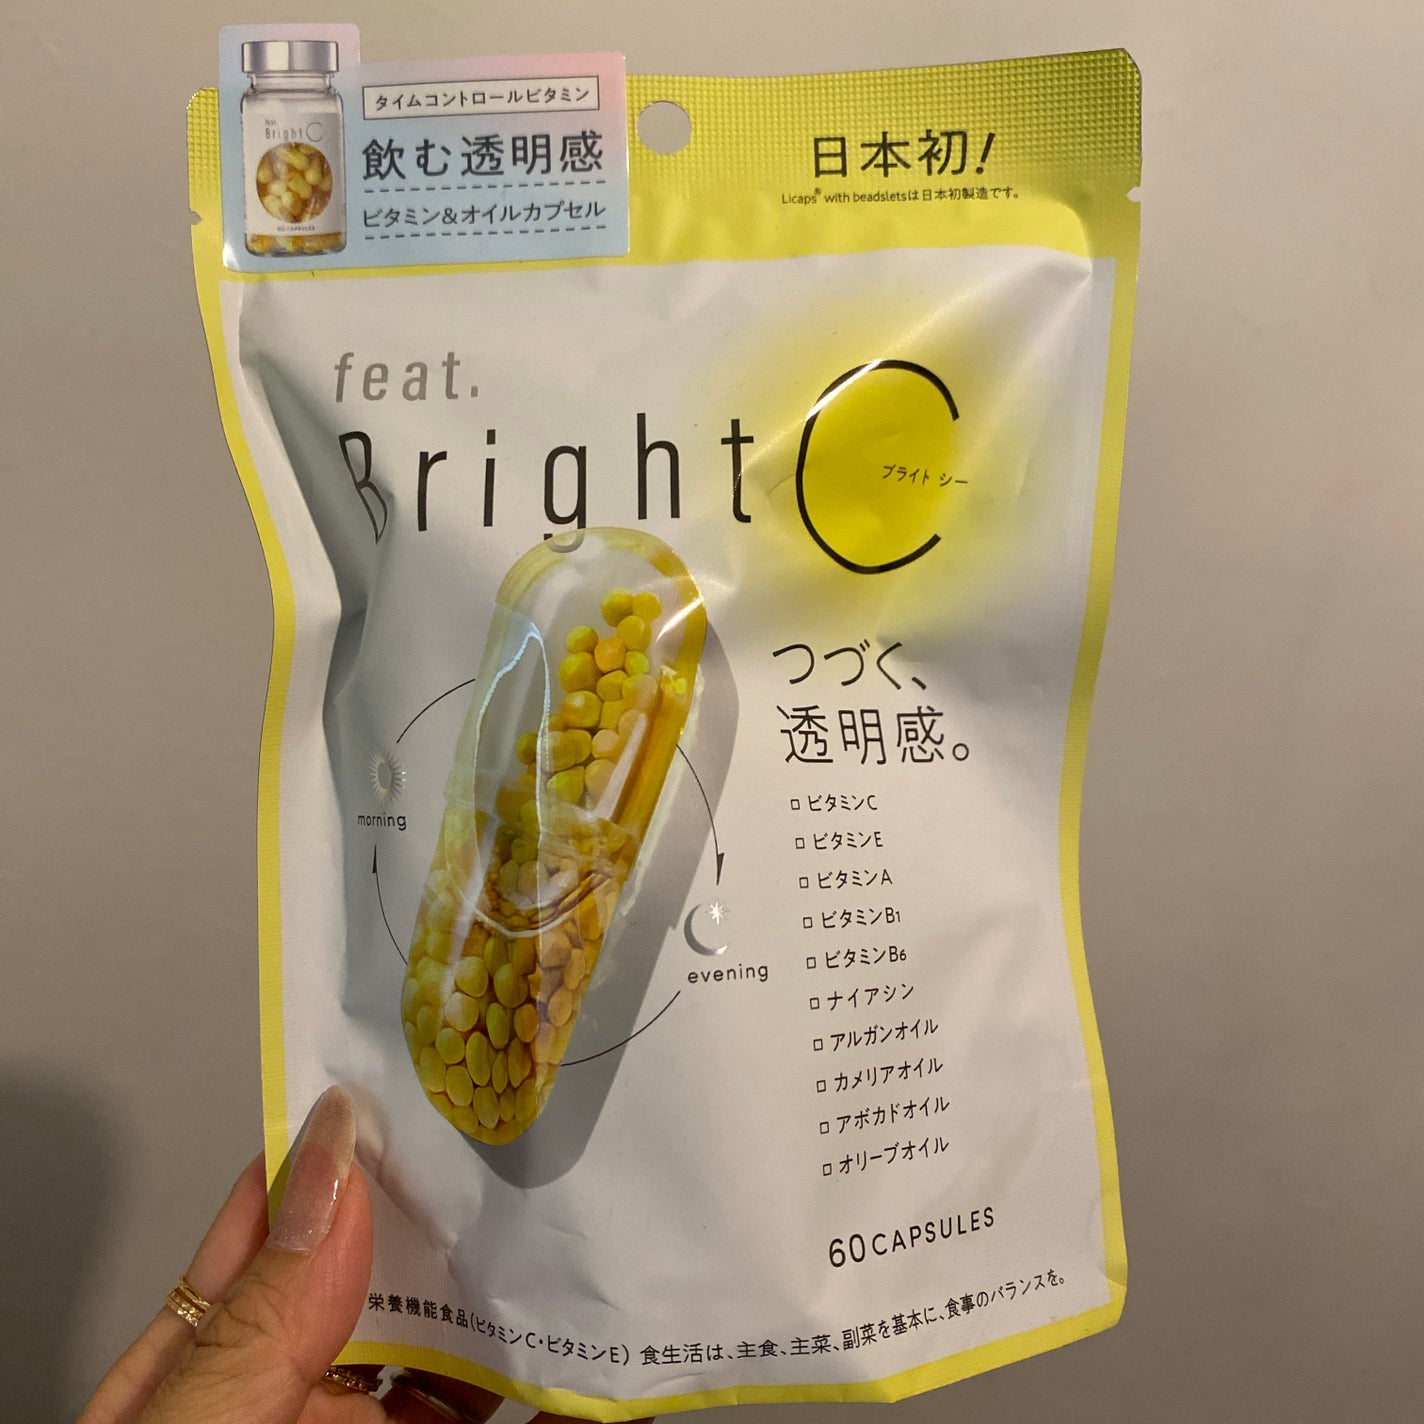 feat.
Bright C
60 CAPSULES
タイムコントロールビタミン
飲む透明感
ビタミン&オイルカプセル
日本初!
Licaps® with beadsletsは日本初製造です。
feat.
Bright C
ブライト シー
つづく、
透明感。
morning
evening
ビタミンC
ビタミンE
ビタミンA
ビタミンB1
ビタミンB6
ナイアシン
アルガンオイル
カメリアオイル
アボカドオイル
オリーブオイル
60 CAPSULES
栄養機能食品(ビタミンC・ビタミンE) 食生活は、主食、主菜、副菜を基本に、食事のバランスを。